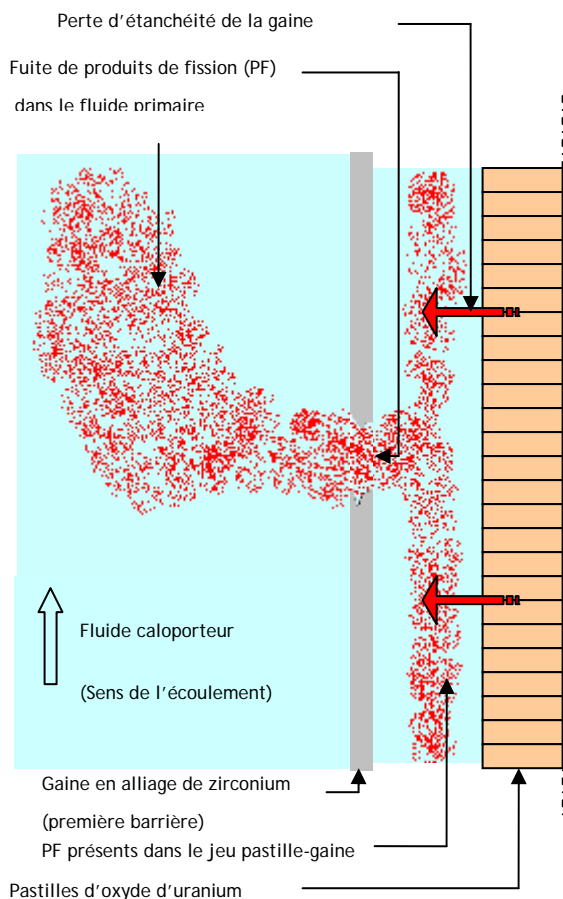 Perte d'étanchéité de la gaine
Fuite de produits de fission (PF)
dans le fluide primaire
Fluide caloporteur
(Sens de l'écoulement)
Gaine en alliage de zirconium
(première barrière)
PF présents dans le jeu pastille-gaine
Pastilles d'oxyde d'uranium